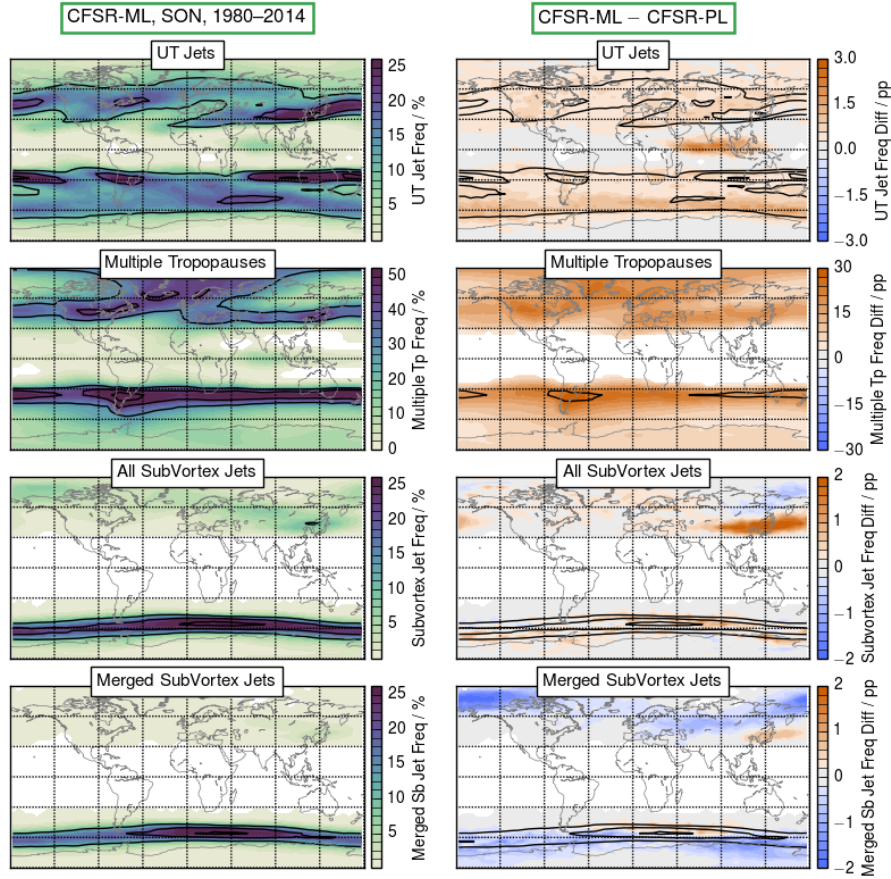 CFSR-ML, SON, 1980–2014
CFSR-ML − CFSR-PL
UT Jets
25
20
15
10
5
UT Jet Freq / %
UT Jets
3.0
1.5
0.0
−1.5
−3.0
UT Jet Freq Diff / pp
Multiple Tropopauses
50
40
30
20
10
0
Multiple Tp Freq / %
Multiple Tropopauses
30
15
0
−15
−30
Multiple Tp Freq Diff / pp
All SubVortex Jets
25
20
15
10
5
Subvortex Jet Freq / %
All SubVortex Jets
2
1
0
−1
−2
Subvortex Jet Freq Diff / pp
Merged SubVortex Jets
25
20
15
10
5
Merged Sb Jet Freq / %
Merged SubVortex Jets
2
1
0
−1
−2
Merged Sb Jet Freq Diff / pp